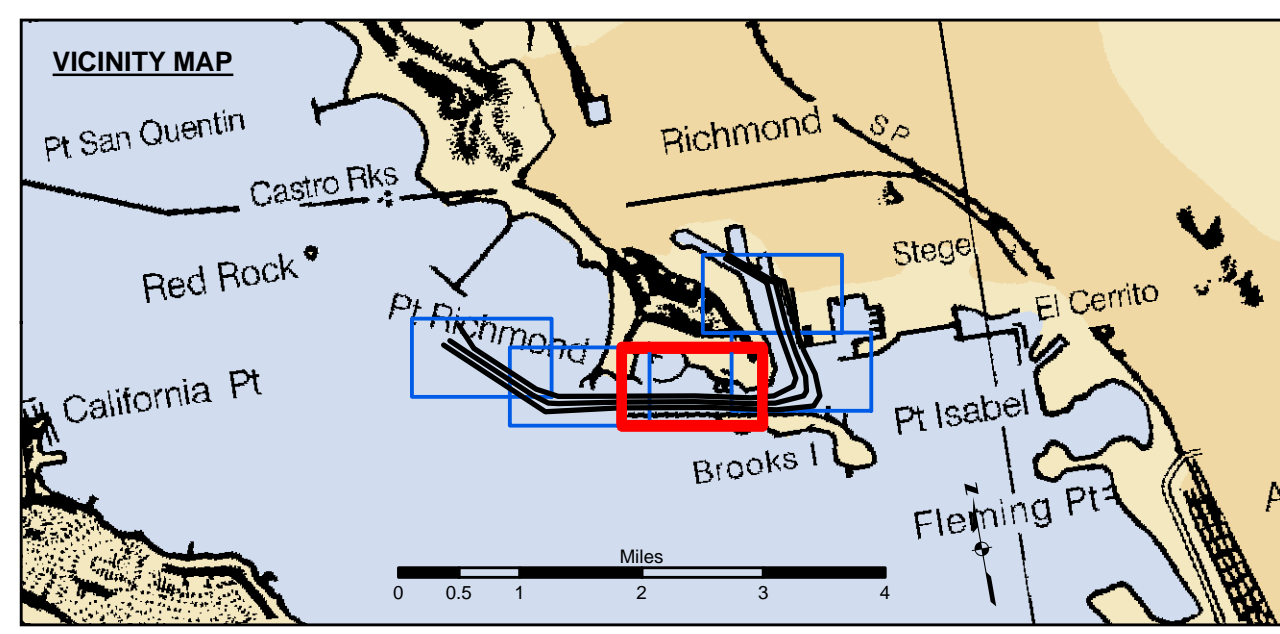 VICINITY MAP
Pt San Quentin
Richmond
S P
Castro Rks
Stege
Red Rock
El Cerrito
Pt Richmond
California Pt
Pt Isabel
Brooks I
Fleming Pt
A
N
Miles
0 0.5 1 2 3 4